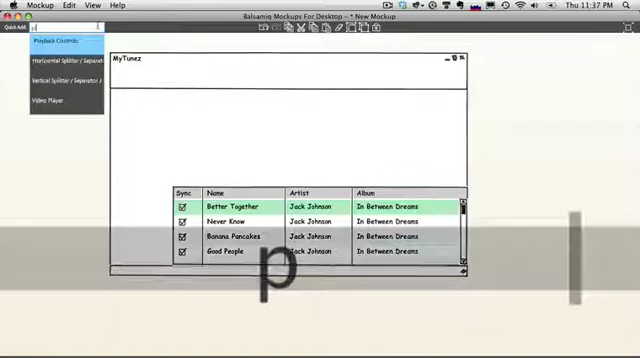 Mockup Edit View Help
Thu 11:37 PM
Balsamiq Mockups For Desktop - * New Mockup
Quick Add: pl
Playback Controls
Horizontal Splitter / Separat
Vertical Splitter / Separator /
Video Player
MyTunez
Sync Name Artist Album
Better Together Jack Johnson In Between Dreams
Never Know Jack Johnson In Between Dreams
Banana Pancakes Jack Johnson In Between Dreams
Good People Jack Johnson In Between Dreams
p l